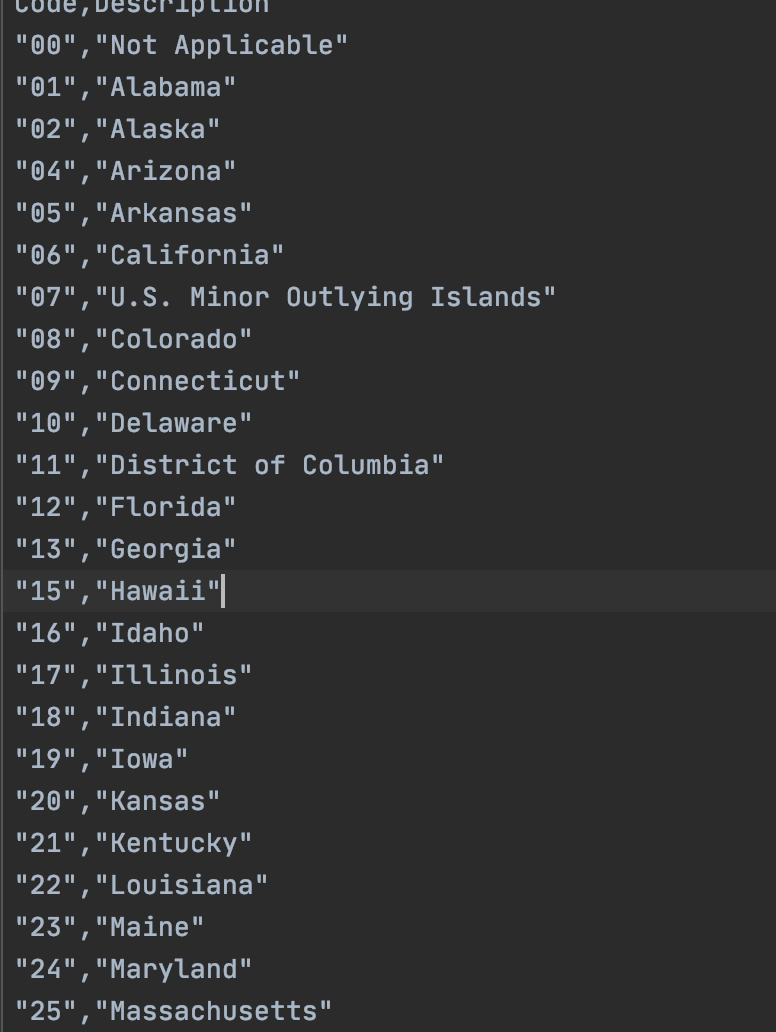 Code,Description
"00","Not Applicable"
"01","Alabama"
"02","Alaska"
"04","Arizona"
"05","Arkansas"
"06","California"
"07","U.S. Minor Outlying Islands"
"08","Colorado"
"09","Connecticut"
"10","Delaware"
"11","District of Columbia"
"12","Florida"
"13","Georgia"
"15","Hawaii"
"16","Idaho"
"17","Illinois"
"18","Indiana"
"19","Iowa"
"20","Kansas"
"21","Kentucky"
"22","Louisiana"
"23","Maine"
"24","Maryland"
"25","Massachusetts"